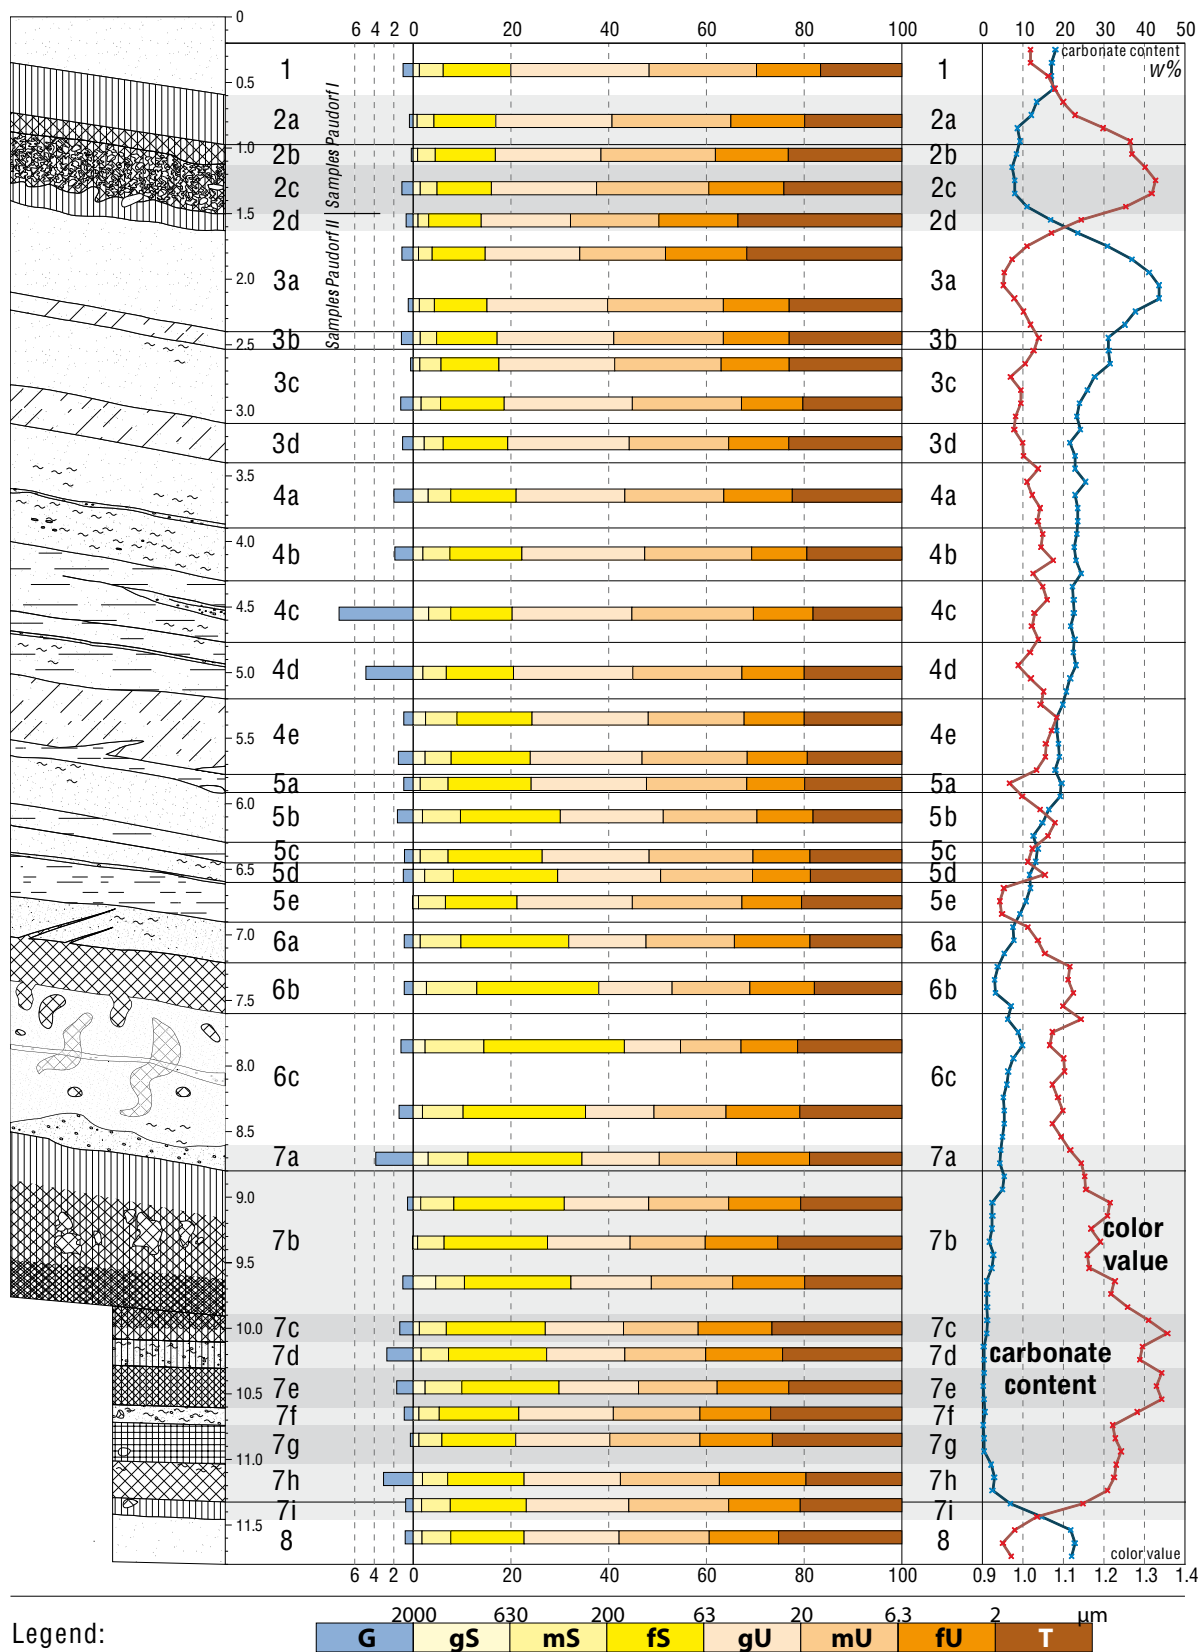 6 4 2 0 20 40 60 80 100 0 10 20 30 40 50
carbonate content
w%
Samples Paudorf I
Samples Paudorf II
0
0.5
1.0
1.5
2.0
2.5
3.0
3.5
4.0
4.5
5.0
5.5
6.0
6.5
7.0
7.5
8.0
8.5
9.0
9.5
10.0
10.5
11.0
11.5
1 1
2a 2a
2b 2b
2c 2c
2d 2d
3a 3a
3b 3b
3c 3c
3d 3d
4a 4a
4b 4b
4c 4c
4d 4d
4e 4e
5a 5a
5b 5b
5c 5c
5d 5d
5e 5e
6a 6a
6b 6b
6c 6c
7a 7a
7b 7b
color
value
7c 7c
7d 7d
carbonate
content
7e 7e
7f 7f
7g 7g
7h 7h
7i 7i
8 8
color value
6 4 2 0 20 40 60 80 100 0.9 1.0 1.1 1.2 1.3 1.4
2000 630 200 63 20 6.3 2 µm
Legend: G gS mS fS gU mU fU T